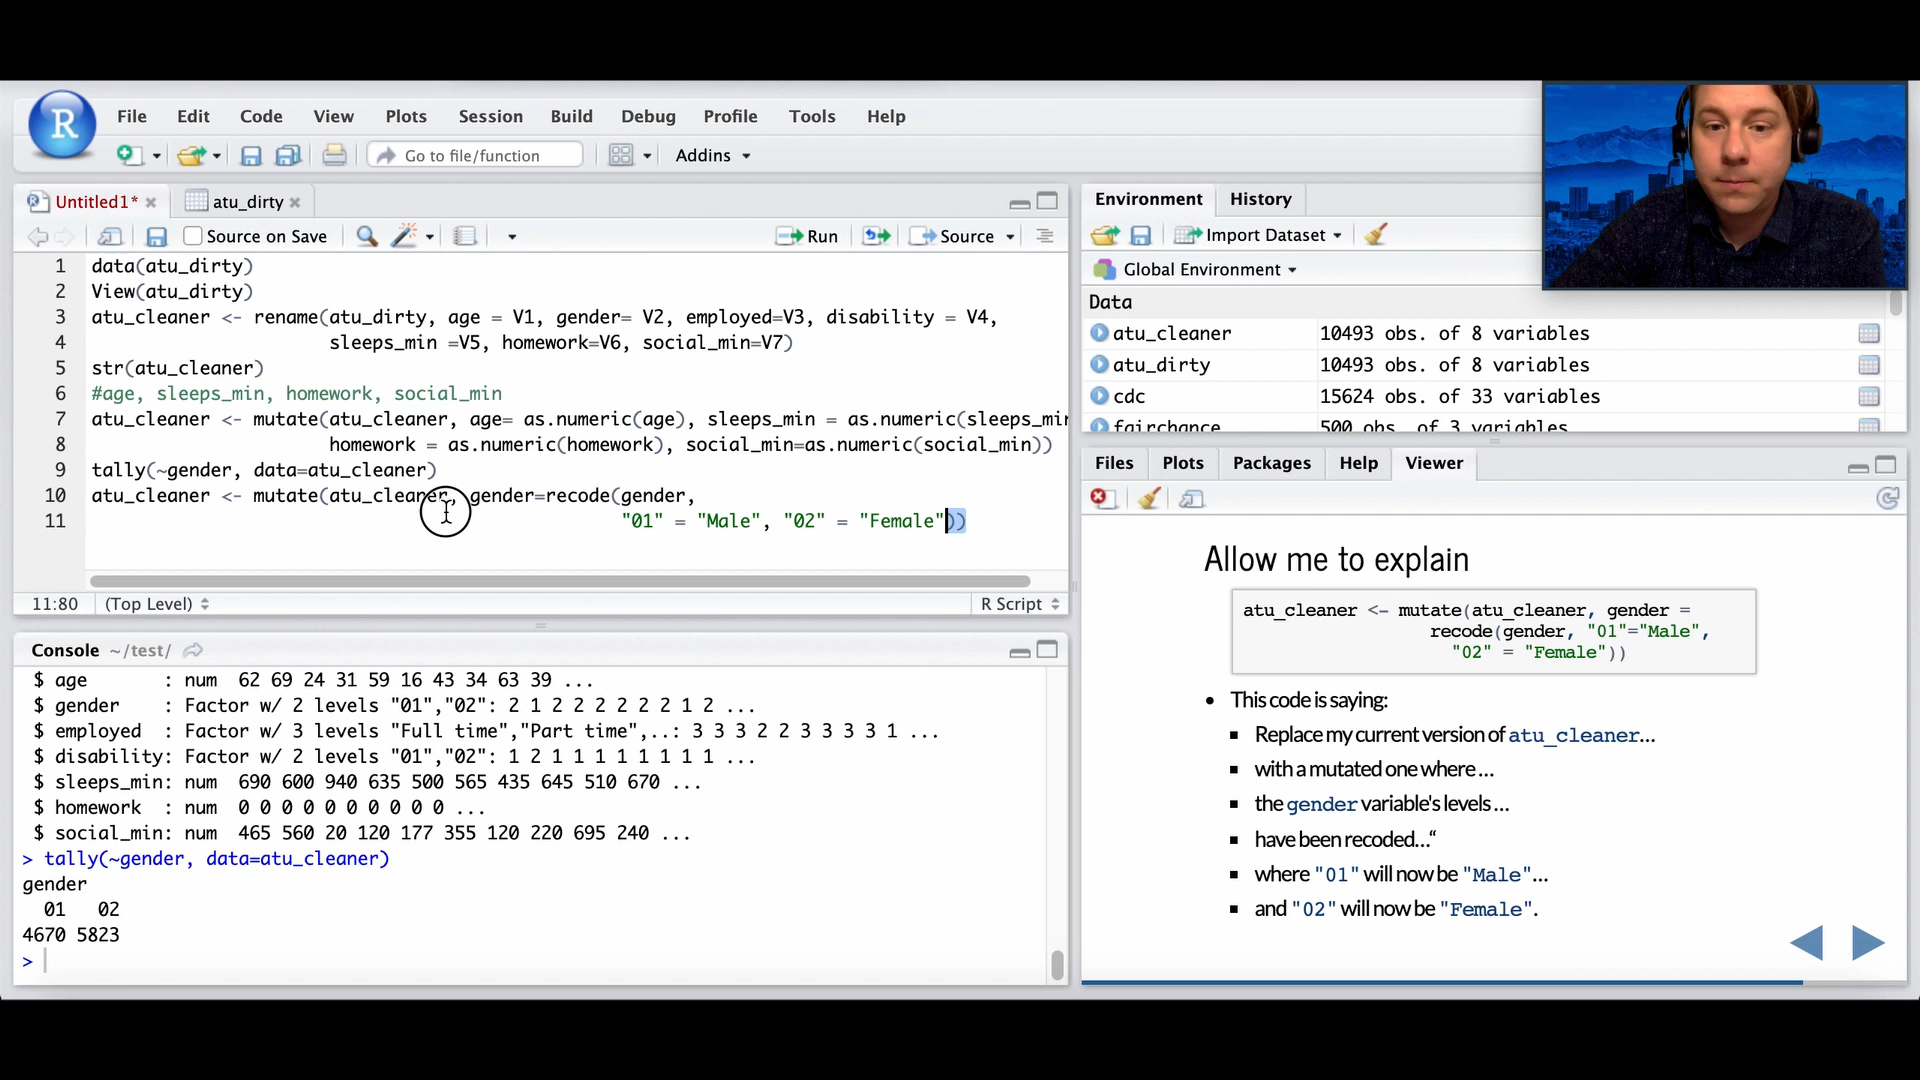 R File Edit Code View Plots Session Build Debug Profile Tools Help
Go to file/function Addins
Untitled1* atu_dirty
Source on Save Run Source
1 data(atu_dirty)
2 View(atu_dirty)
3 atu_cleaner <- rename(atu_dirty, age = V1, gender= V2, employed=V3, disability = V4,
4 sleeps_min =V5, homework=V6, social_min=V7)
5 str(atu_cleaner)
6 #age, sleeps_min, homework, social_min
7 atu_cleaner <- mutate(atu_cleaner, age= as.numeric(age), sleeps_min = as.numeric(sleeps_min
8 homework = as.numeric(homework), social_min=as.numeric(social_min))
9 tally(~gender, data=atu_cleaner)
10 atu_cleaner <- mutate(atu_cleaner, gender=recode(gender,
11 "01" = "Male", "02" = "Female"))
11:80 (Top Level) R Script
Console ~/test/
$ age : num 62 69 24 31 59 16 43 34 63 39 ...
$ gender : Factor w/ 2 levels "01","02": 2 1 2 2 2 2 2 2 1 2 ...
$ employed : Factor w/ 3 levels "Full time","Part time",..: 3 3 3 2 2 3 3 3 3 1 ...
$ disability: Factor w/ 2 levels "01","02": 1 2 1 1 1 1 1 1 1 1 ...
$ sleeps_min: num 690 600 940 635 500 565 435 645 510 670 ...
$ homework : num 0 0 0 0 0 0 0 0 0 0 ...
$ social_min: num 465 560 20 120 177 355 120 220 695 240 ...
> tally(~gender, data=atu_cleaner)
gender
01 02
4670 5823
>
Environment History
Import Dataset
Global Environment
Data
atu_cleaner 10493 obs. of 8 variables
atu_dirty 10493 obs. of 8 variables
cdc 15624 obs. of 33 variables
fairchance 500 obs. of 3 variables
Files Plots Packages Help Viewer
Allow me to explain
atu_cleaner <- mutate(atu_cleaner, gender =
recode(gender, "01"="Male",
"02" = "Female"))
• This code is saying:
▪ Replace my current version of atu_cleaner...
▪ with a mutated one where ...
▪ the gender variable's levels ...
▪ have been recoded...“
▪ where "01" will now be "Male"...
▪ and "02" will now be "Female".